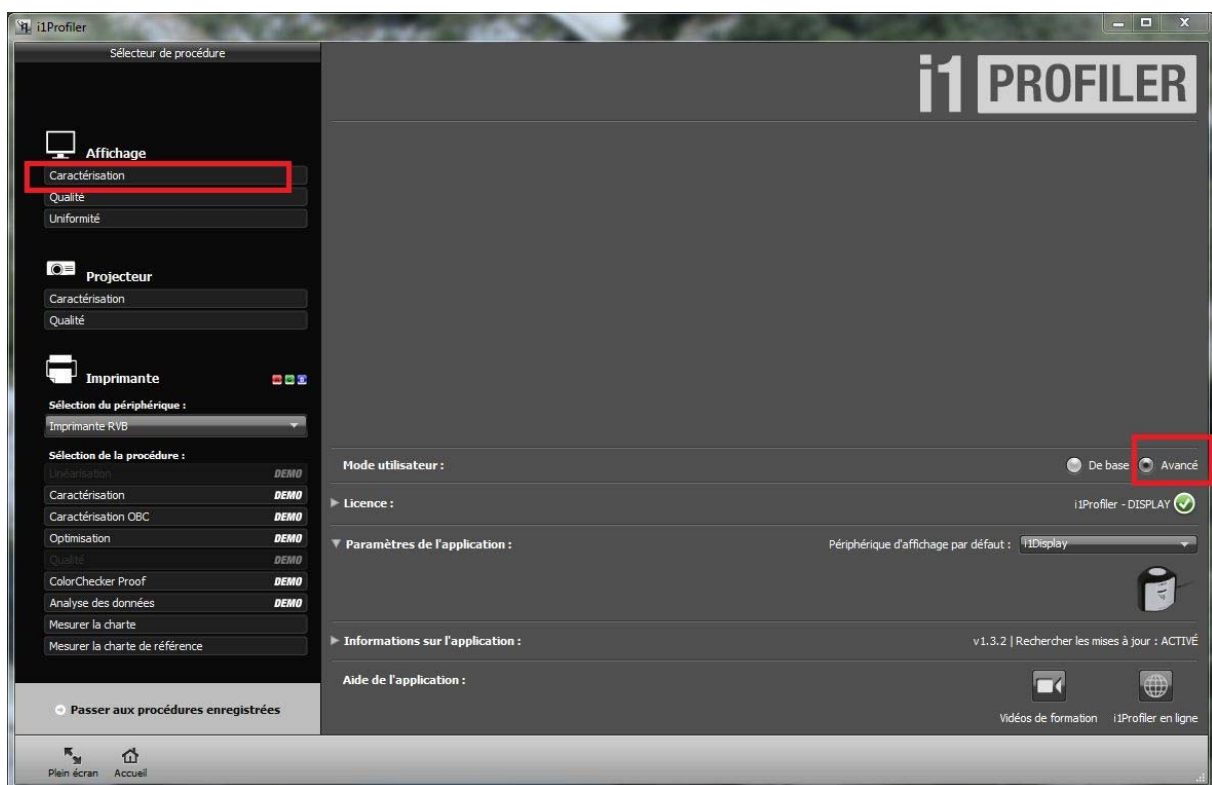 i1Profiler
Sélecteur de procédure
i1 PROFILER
Affichage
Caractérisation
Qualité
Uniformité
Projecteur
Caractérisation
Qualité
Imprimante
Sélection du périphérique :
Imprimante RVB
Sélection de la procédure :
Linéarisation DEMO
Caractérisation DEMO
Caractérisation OBC DEMO
Optimisation DEMO
Qualité DEMO
ColorChecker Proof DEMO
Analyse des données DEMO
Mesurer la charte
Mesurer la charte de référence
Passer aux procédures enregistrées
Mode utilisateur : De base Avancé
Licence : i1Profiler - DISPLAY
Paramètres de l'application : Périphérique d'affichage par défaut : i1Display
Informations sur l'application : v1.3.2 | Rechercher les mises à jour : ACTIVÉ
Aide de l'application :
Vidéos de formation i1Profiler en ligne
Plein écran Accueil